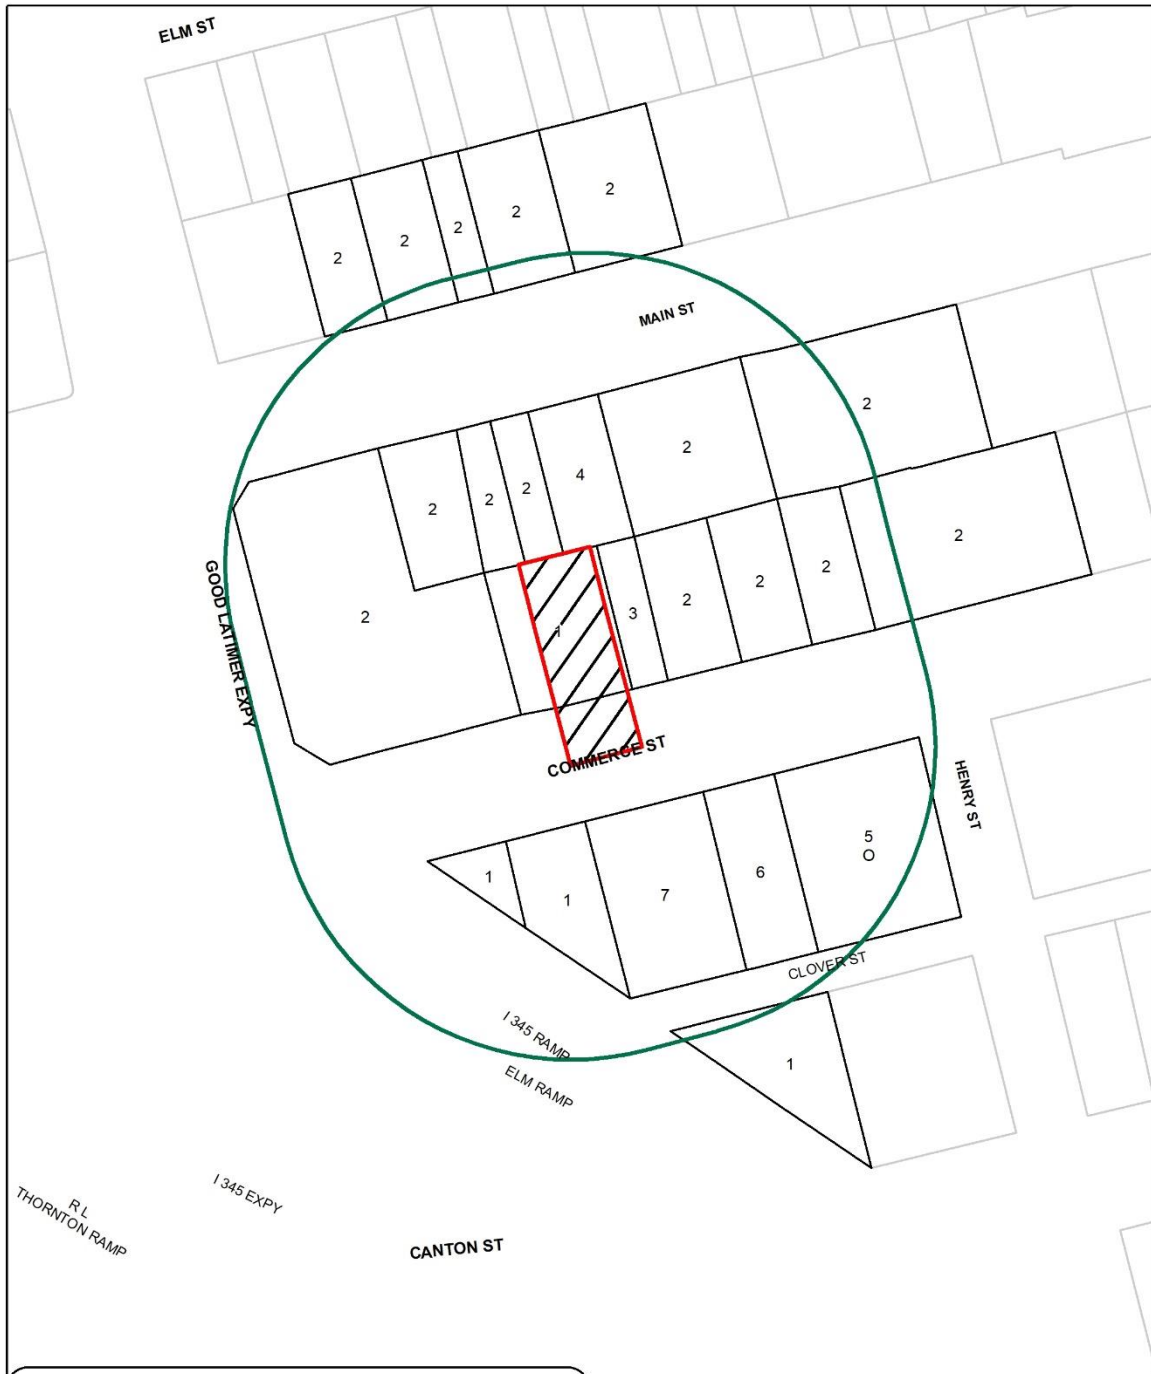 ELM ST
2
2
2
2
2
MAIN ST
2
2
4
2
2
2
2
2
2
2
3
1
2
GOOD LATIMER EXPY
COMMERCE ST
HENRY ST
5
O
6
7
1
1
CLOVER ST
I 345 RAMP
1
ELM RAMP
I 345 EXPY
R L
THORNTON RAMP
CANTON ST